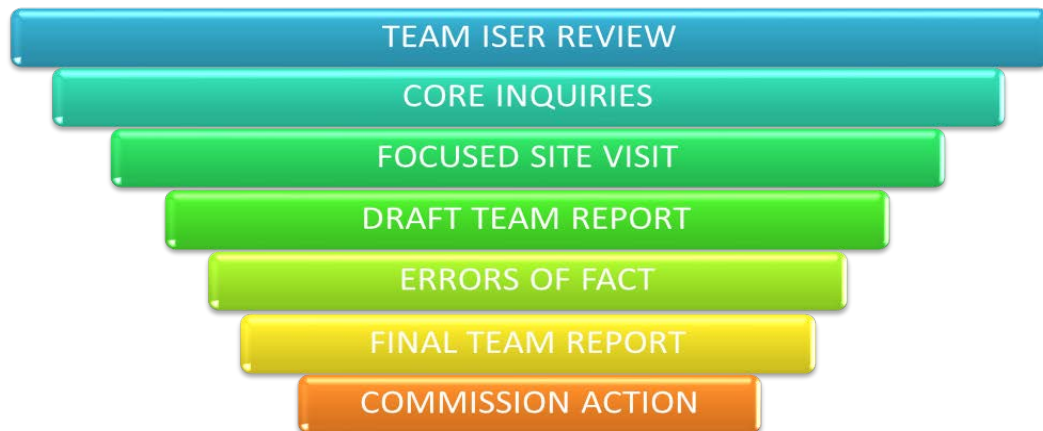 TEAM ISER REVIEW
CORE INQUIRIES
FOCUSED SITE VISIT
DRAFT TEAM REPORT
ERRORS OF FACT
FINAL TEAM REPORT
COMMISSION ACTION